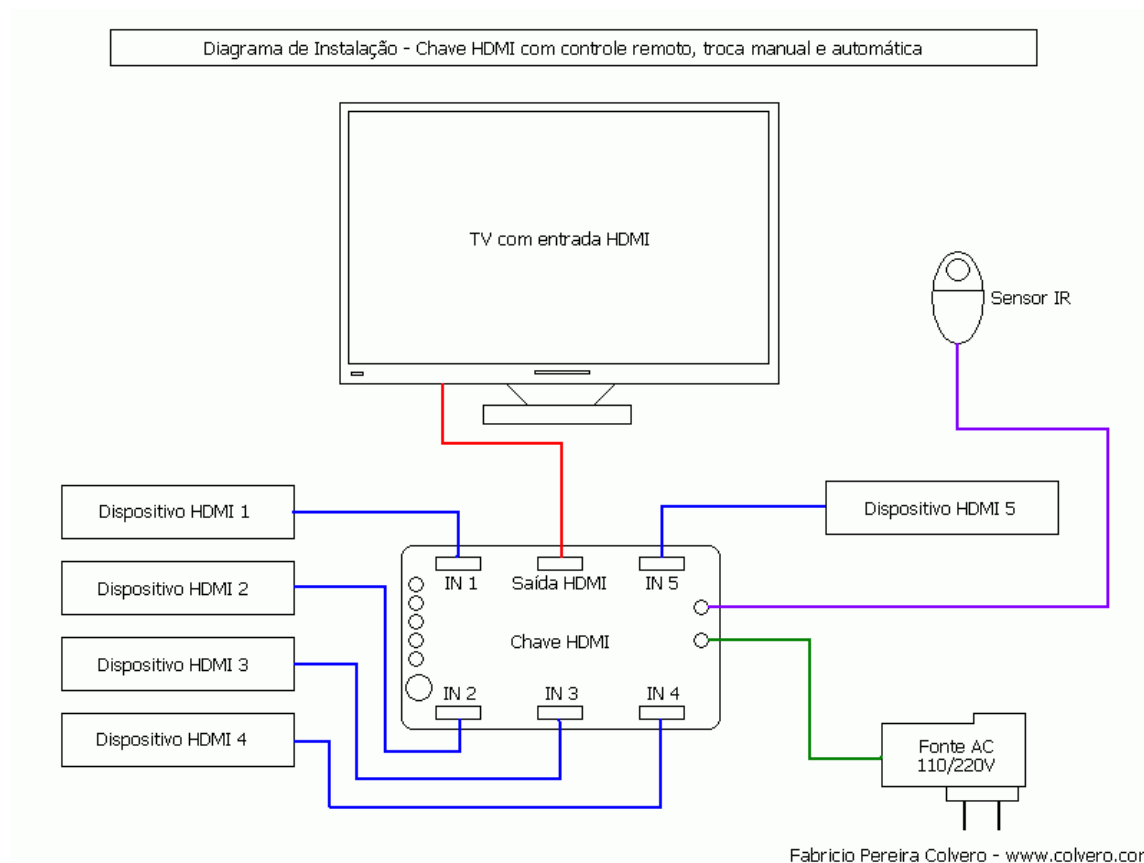 Diagrama de Instalação - Chave HDMI com controle remoto, troca manual e automática
TV com entrada HDMI
Sensor IR
Dispositivo HDMI 1
Dispositivo HDMI 5
Dispositivo HDMI 2
Dispositivo HDMI 3
Dispositivo HDMI 4
IN 1
Saída HDMI
IN 5
Chave HDMI
IN 2
IN 3
IN 4
Fonte AC
110/220V
Fabricio Pereira Colvero - www.colvero.com